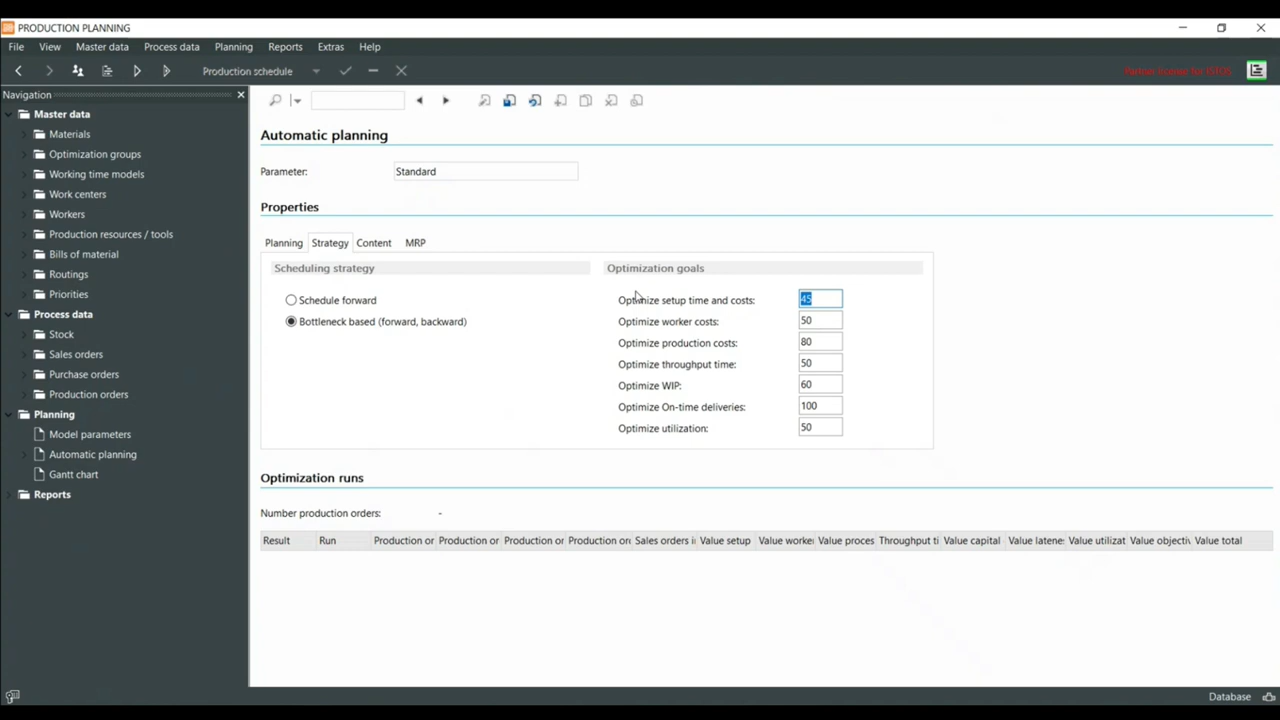 PRODUCTION PLANNING
File View Master data Process data Planning Reports Extras Help
Production schedule
Partner license for ISTOS
Navigation
Master data
Materials
Optimization groups
Working time models
Work centers
Workers
Production resources / tools
Bills of material
Routings
Priorities
Process data
Stock
Sales orders
Purchase orders
Production orders
Planning
Model parameters
Automatic planning
Gantt chart
Reports
Automatic planning
Parameter: Standard
Properties
Planning Strategy Content MRP
Scheduling strategy
Schedule forward
Bottleneck based (forward, backward)
Optimization goals
Optimize setup time and costs: 45
Optimize worker costs: 50
Optimize production costs: 80
Optimize throughput time: 50
Optimize WIP: 60
Optimize On-time deliveries: 100
Optimize utilization: 50
Optimization runs
Number production orders: -
Result Run Production or Production or Production or Production ore Sales orders i Value setup Value worker Value proces Throughput ti Value capital Value latene Value utilizat Value objecti Value total
Database